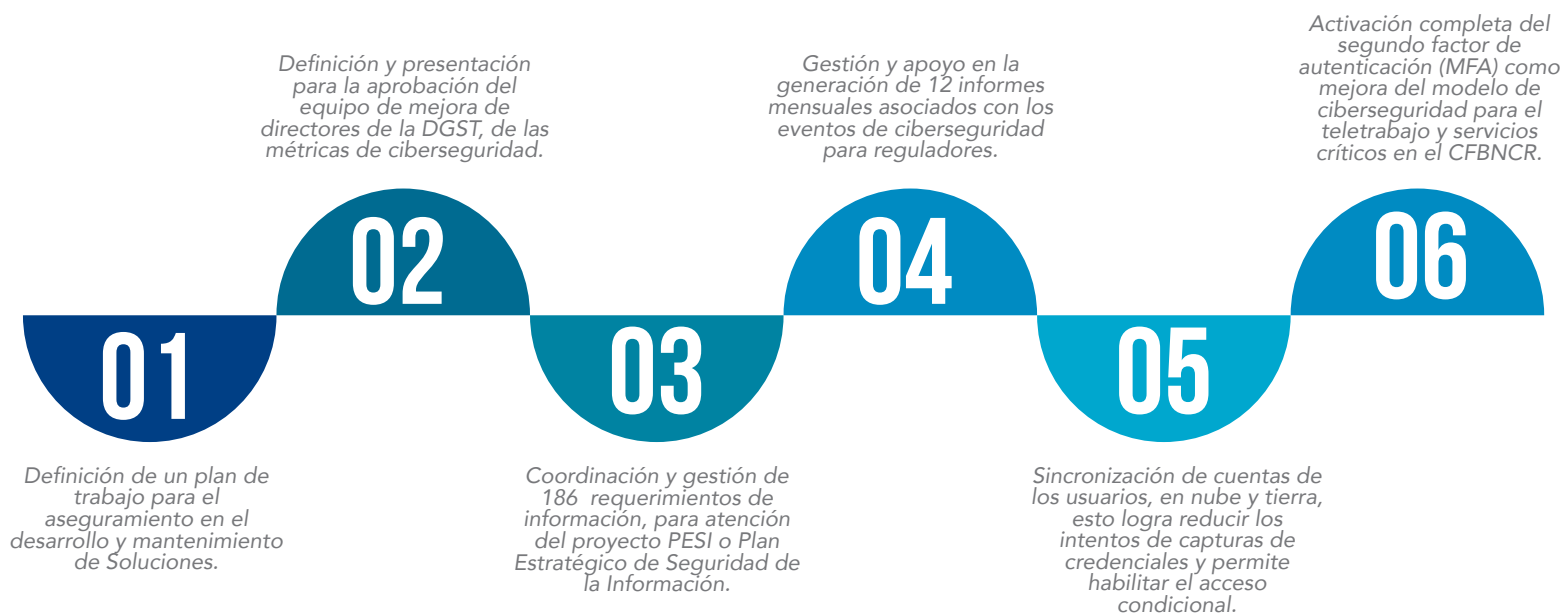 01
Definición de un plan de
trabajo para el
aseguramiento en el
desarrollo y mantenimiento
de Soluciones.
Definición y presentación
para la aprobación del
equipo de mejora de
directores de la DGST, de las
métricas de ciberseguridad.
02
03
Coordinación y gestión de
186 requerimientos de
información, para atención
del proyecto PESI o Plan
Estratégico de Seguridad de
la Información.
Gestión y apoyo en la
generación de 12 informes
mensuales asociados con los
eventos de ciberseguridad
para reguladores.
04
05
Sincronización de cuentas de
los usuarios, en nube y tierra,
esto logra reducir los
intentos de capturas de
credenciales y permite
habilitar el acceso
condicional.
Activación completa del
segundo factor de
autenticación (MFA) como
mejora del modelo de
ciberseguridad para el
teletrabajo y servicios
críticos en el CFBNCR.
06